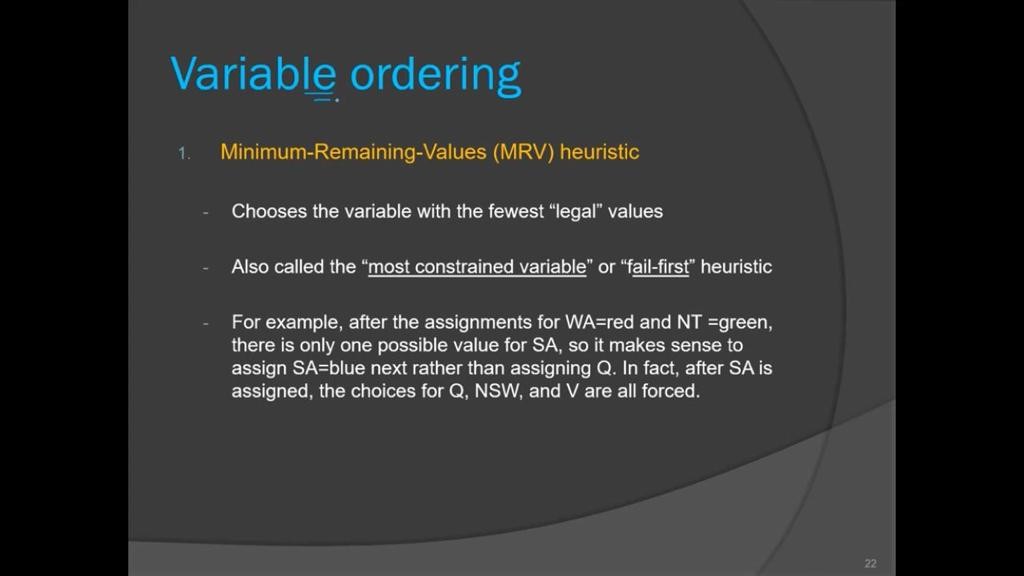 Variable ordering
1. Minimum-Remaining-Values (MRV) heuristic
- Chooses the variable with the fewest “legal” values
- Also called the “most constrained variable” or “fail-first” heuristic
- For example, after the assignments for WA=red and NT =green,
there is only one possible value for SA, so it makes sense to
assign SA=blue next rather than assigning Q. In fact, after SA is
assigned, the choices for Q, NSW, and V are all forced.
22